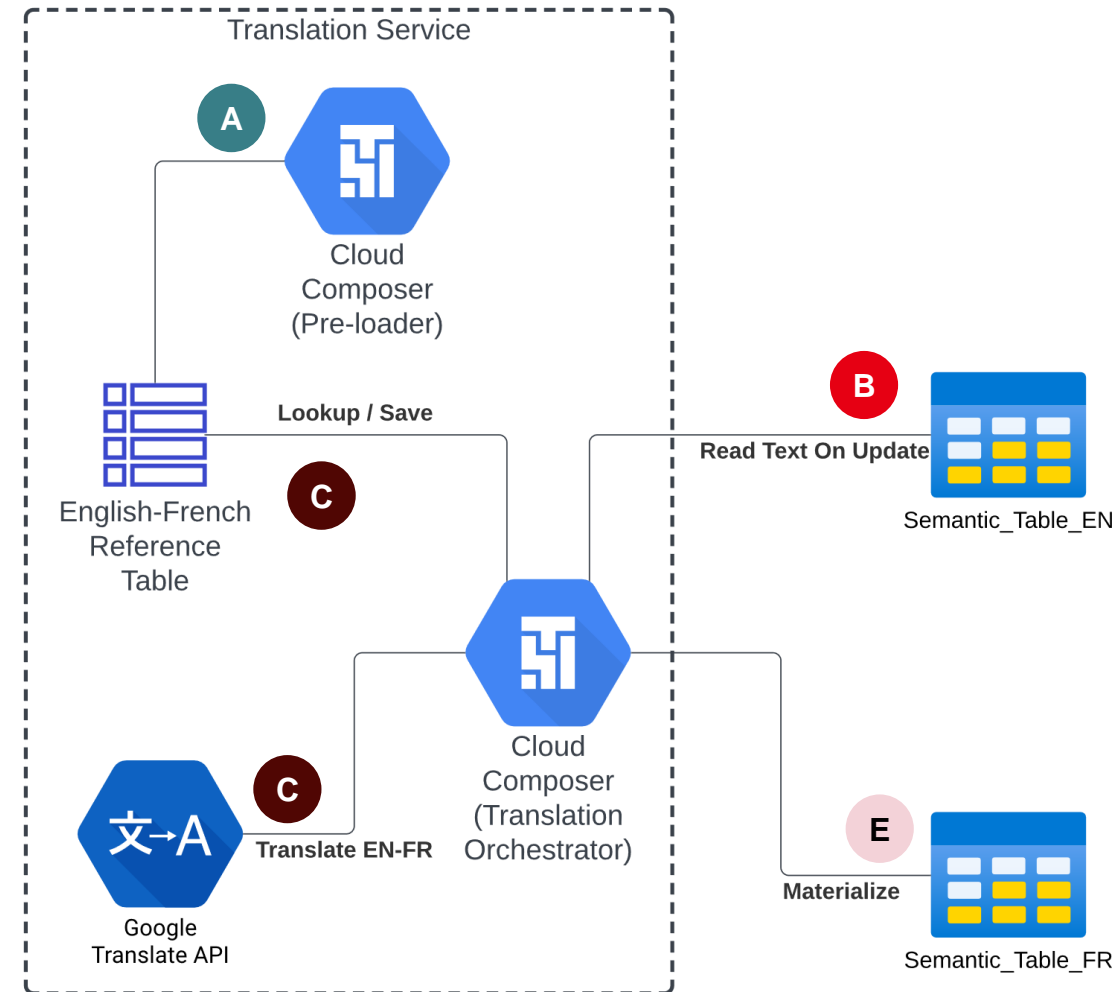 Translation Service
A
Cloud
Composer
(Pre-loader)
Lookup / Save
C
English-French
Reference
Table
B
Read Text On Update
Semantic_Table_EN
Cloud
Composer
(Translation
Orchestrator)
C
Translate EN-FR
文→A
Google
Translate API
E
Materialize
Semantic_Table_FR